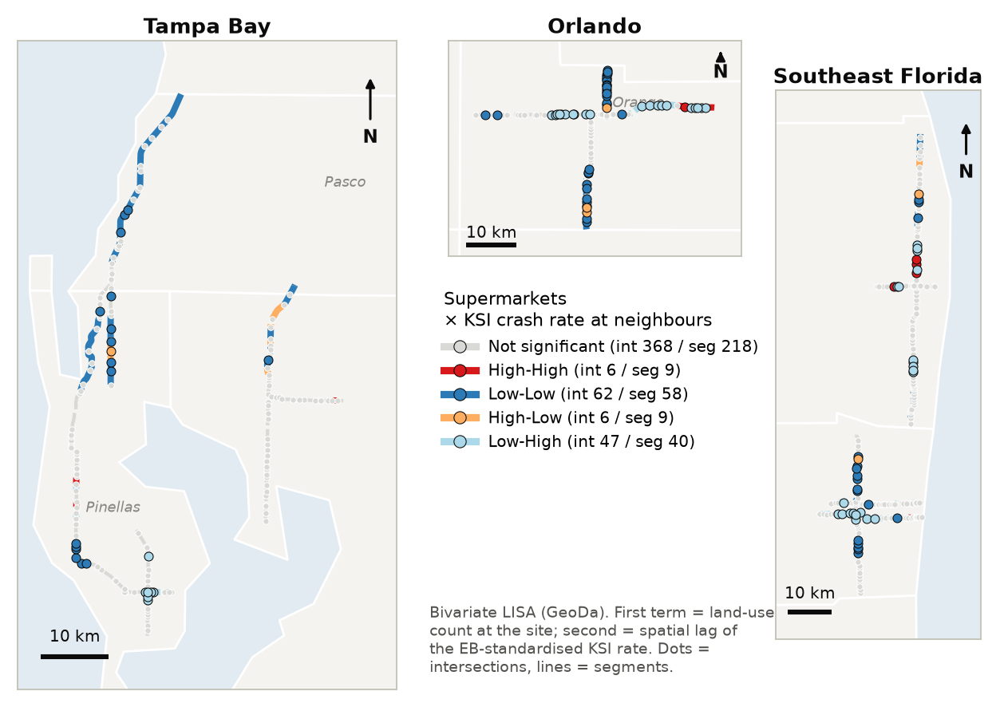 Tampa Bay
Orlando
Southeast Florida
N
Pasco
Pinellas
10 km
N
Orange
10 km
N
10 km
Supermarkets
× KSI crash rate at neighbours
Not significant (int 368 / seg 218)
High-High (int 6 / seg 9)
Low-Low (int 62 / seg 58)
High-Low (int 6 / seg 9)
Low-High (int 47 / seg 40)
Bivariate LISA (GeoDa). First term = land-use
count at the site; second = spatial lag of
the EB-standardised KSI rate. Dots =
intersections, lines = segments.